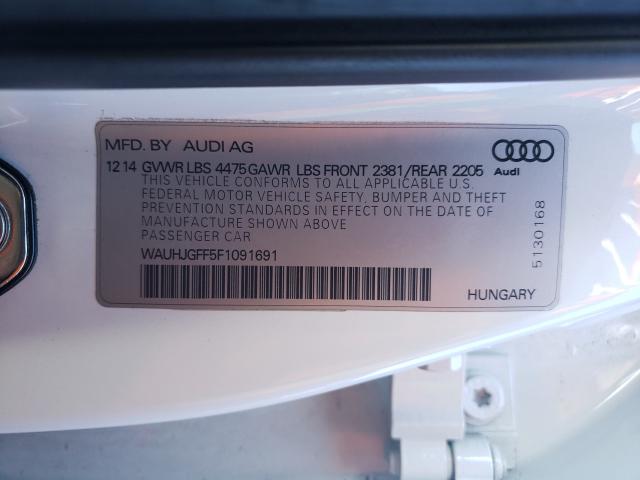 MFD. BY AUDI AG
12 14 GVWR LBS 4475 GAWR LBS FRONT 2381/REAR 2205
THIS VEHICLE CONFORMS TO ALL APPLICABLE U.S.
FEDERAL MOTOR VEHICLE SAFETY, BUMPER AND THEFT
PREVENTION STANDARDS IN EFFECT ON THE DATE OF
MANUFACTURE SHOWN ABOVE
PASSENGER CAR
WAUHJGFF5F1091691
HUNGARY
Audi
5130168